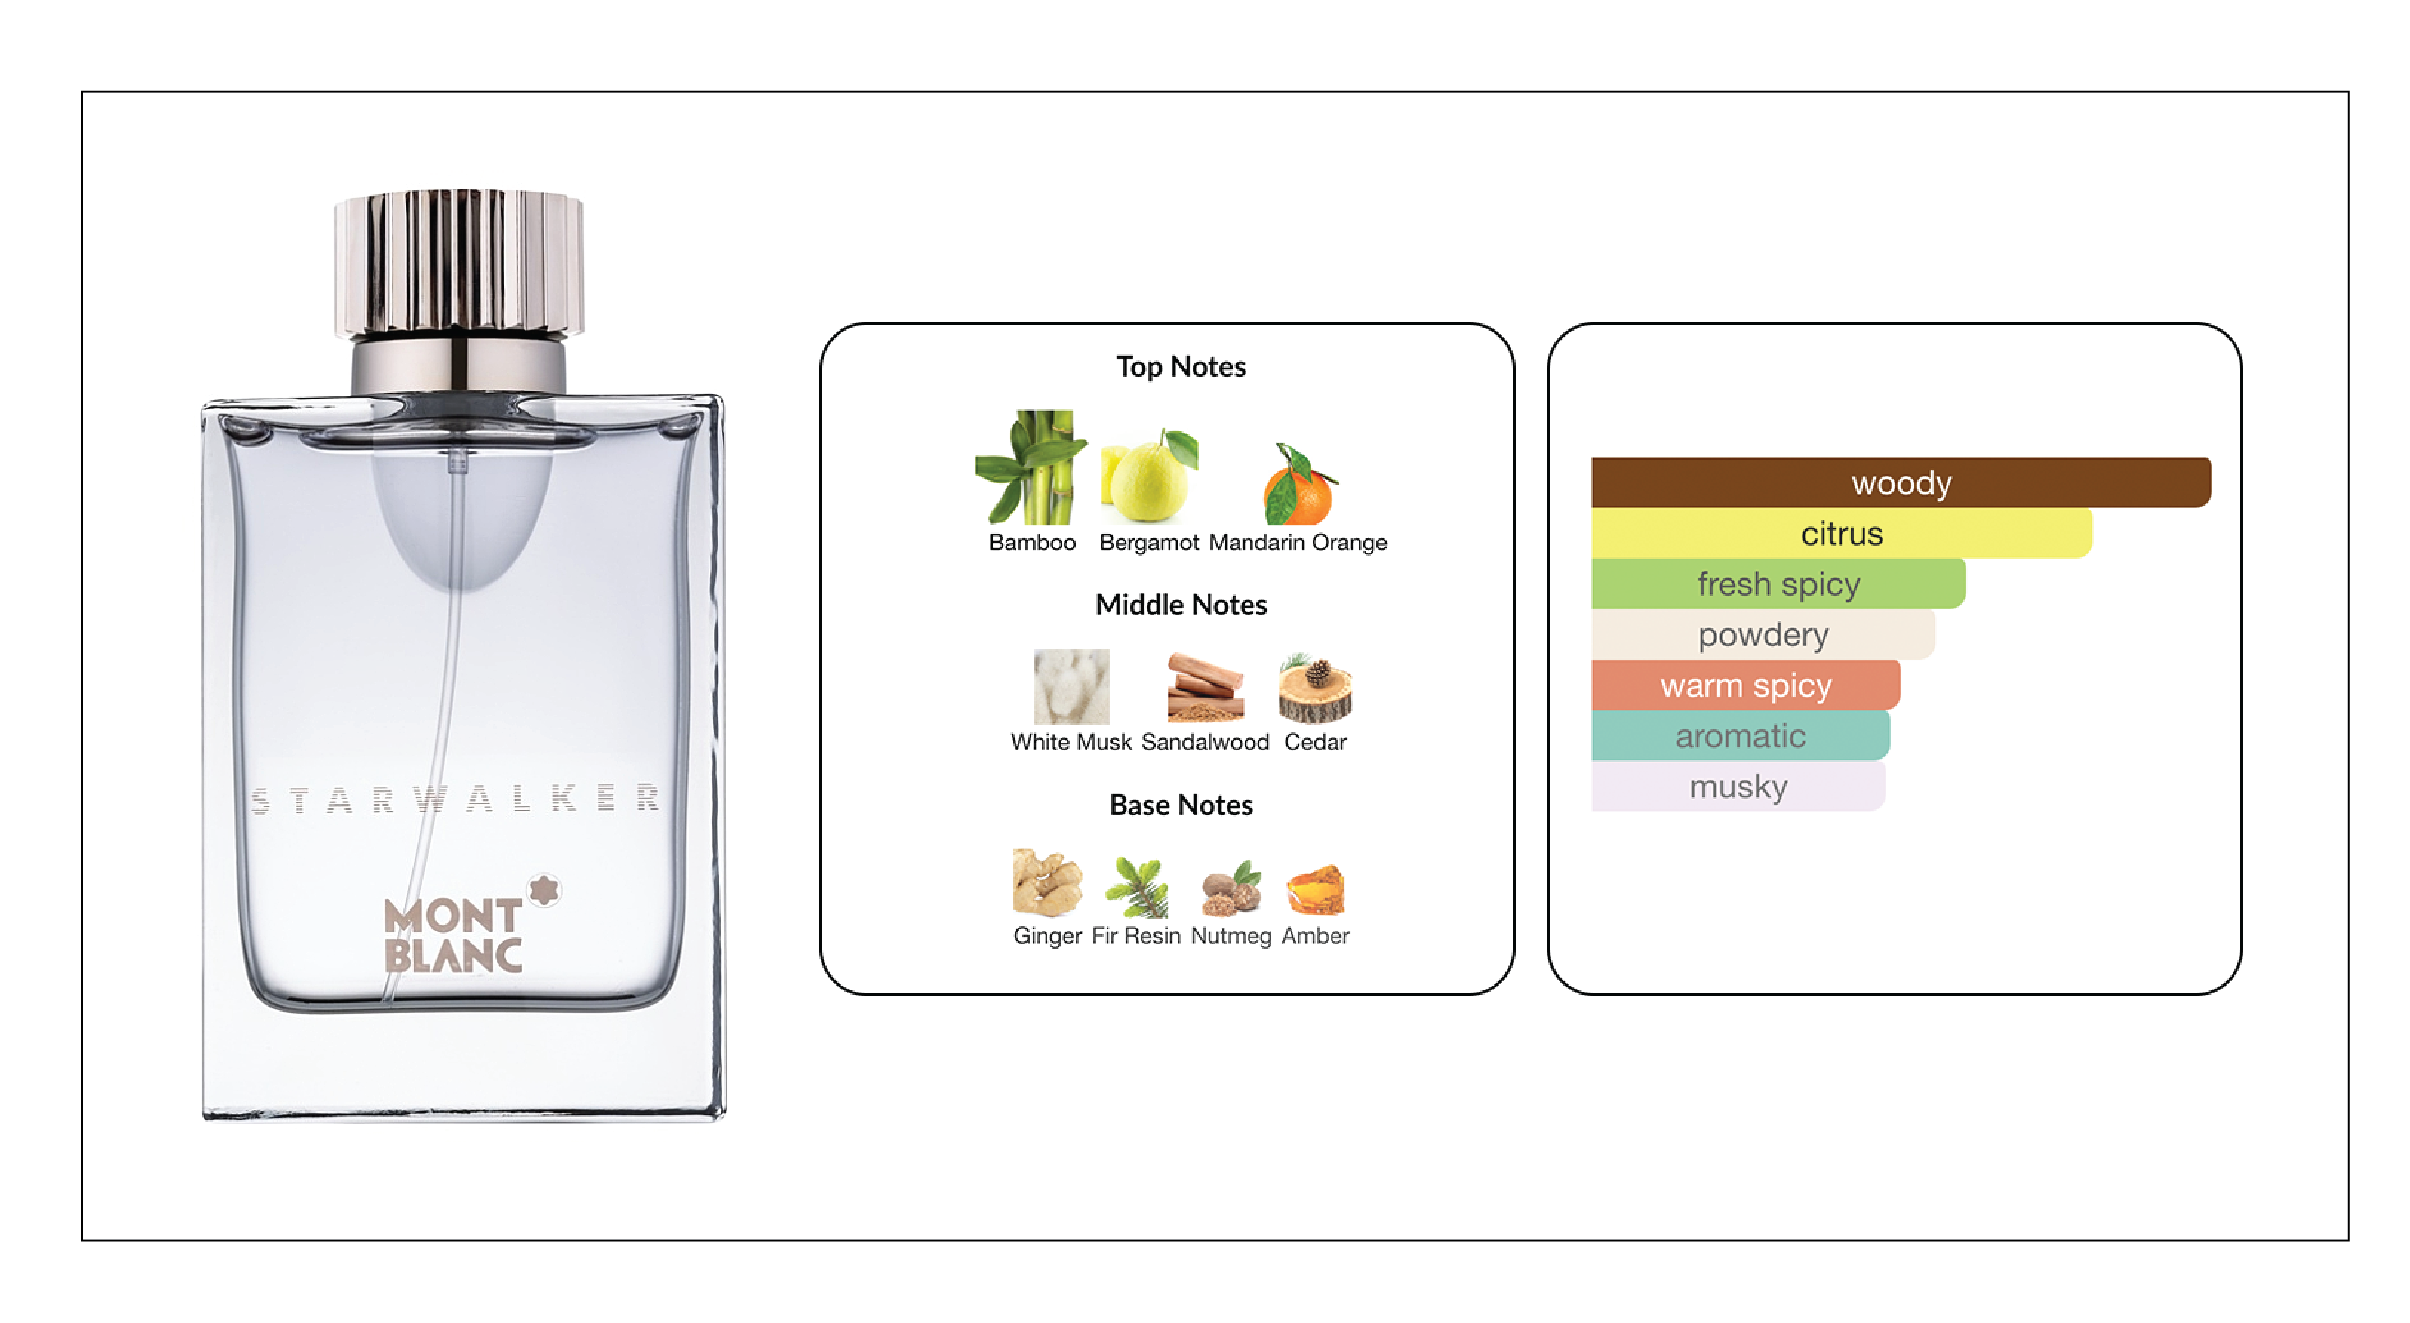 STARWALKER
MONT
BLANC
Top Notes
Bamboo Bergamot Mandarin Orange
Middle Notes
White Musk Sandalwood Cedar
Base Notes
Ginger Fir Resin Nutmeg Amber
woody
citrus
fresh spicy
powdery
warm spicy
aromatic
musky